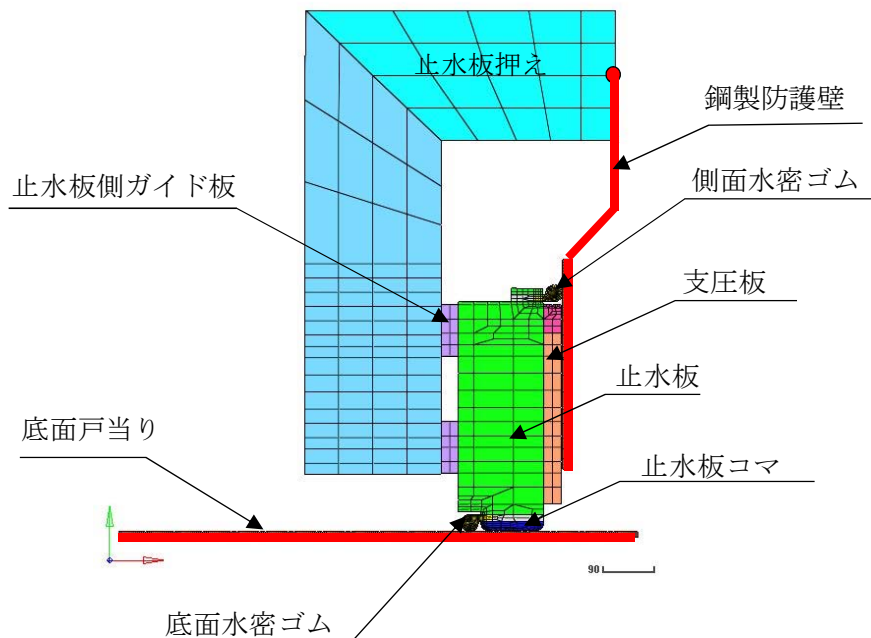 止水板押え
鋼製防護壁
止水板側ガイド板
側面水密ゴム
支圧板
止水板
底面戸当り
止水板コマ
90
底面水密ゴム